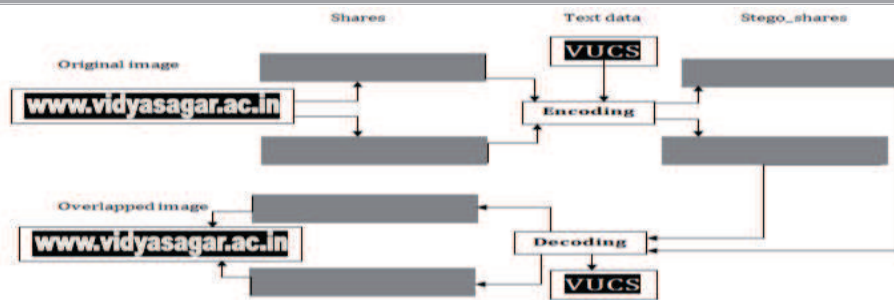 Shares
Text data
Stego_shares
VUCS
Original image
www.vidyasagar.ac.in
Encoding
Overlapped image
www.vidyasagar.ac.in
Decoding
VUCS